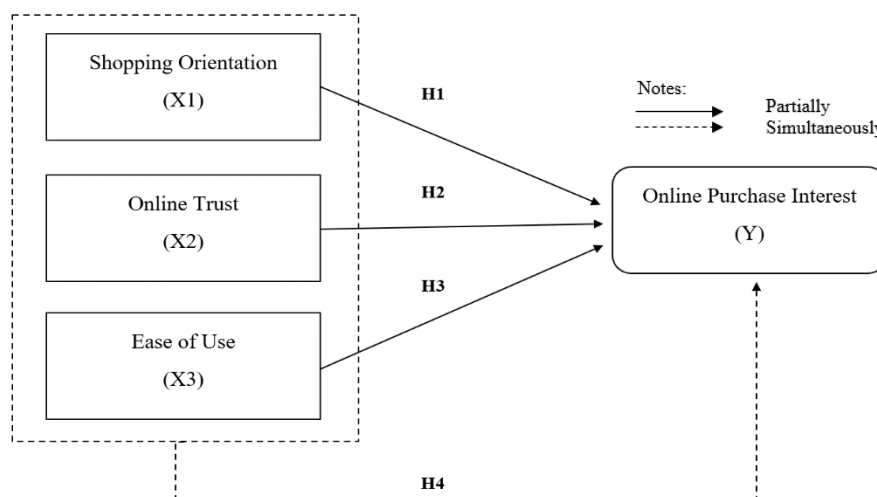 Shopping Orientation
(X1)
H1
Notes:
Partially
Simultaneously
Online Trust
(X2)
H2
Online Purchase Interest
(Y)
H3
Ease of Use
(X3)
H4